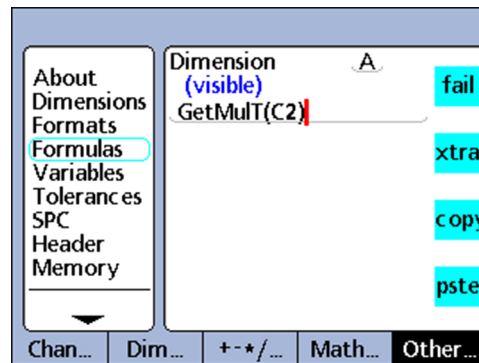 About
Dimensions
Formats
Formulas
Variables
Tolerances
SPC
Header
Memory
Dimension A
(visible)
GetMulT(C2)
fail
xtra
copy
pste
Chan... Dim... +-*/... Math... Other...